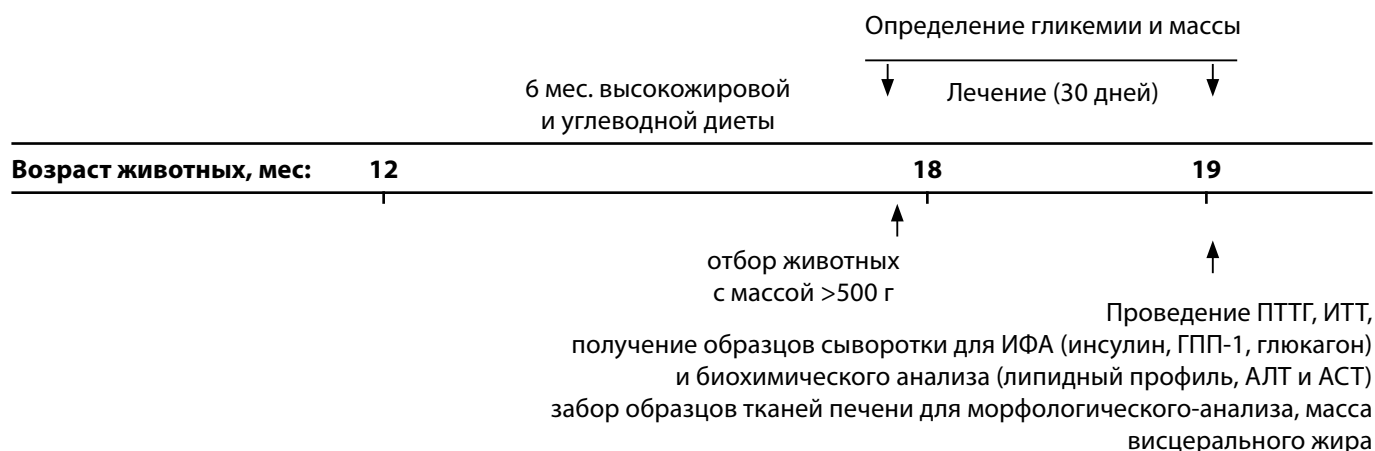 Определение гликемии и массы
6 мес. высокожировой
и углеводной диеты
Лечение (30 дней)
Возраст животных, мес: 12 18 19
отбор животных
с массой >500 г
Проведение ПТТГ, ИТТ,
получение образцов сыворотки для ИФА (инсулин, ГПП-1, глюкагон)
и биохимического анализа (липидный профиль, АЛТ и АСТ)
забор образцов тканей печени для морфологического-анализа, масса
висцерального жира